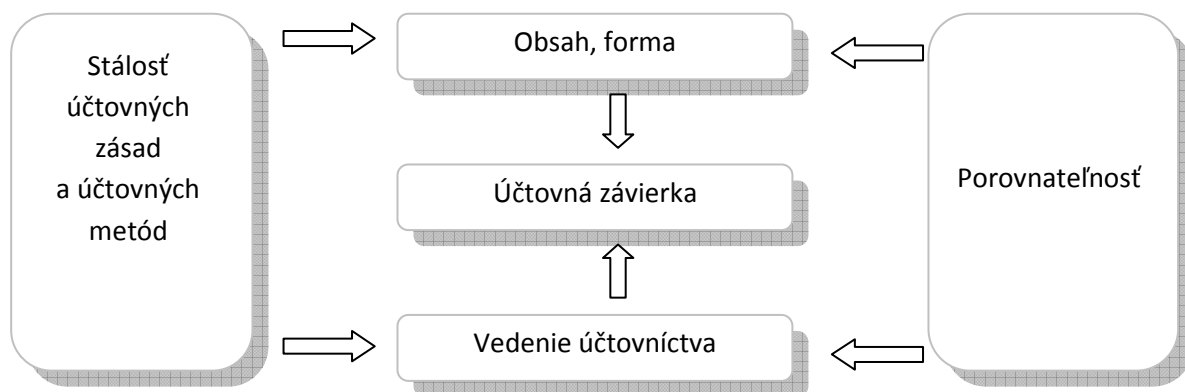 Stálosť
účtovných
zásad
a účtovných
metód
Obsah, forma
Účtovná závierka
Vedenie účtovníctva
Porovnateľnosť